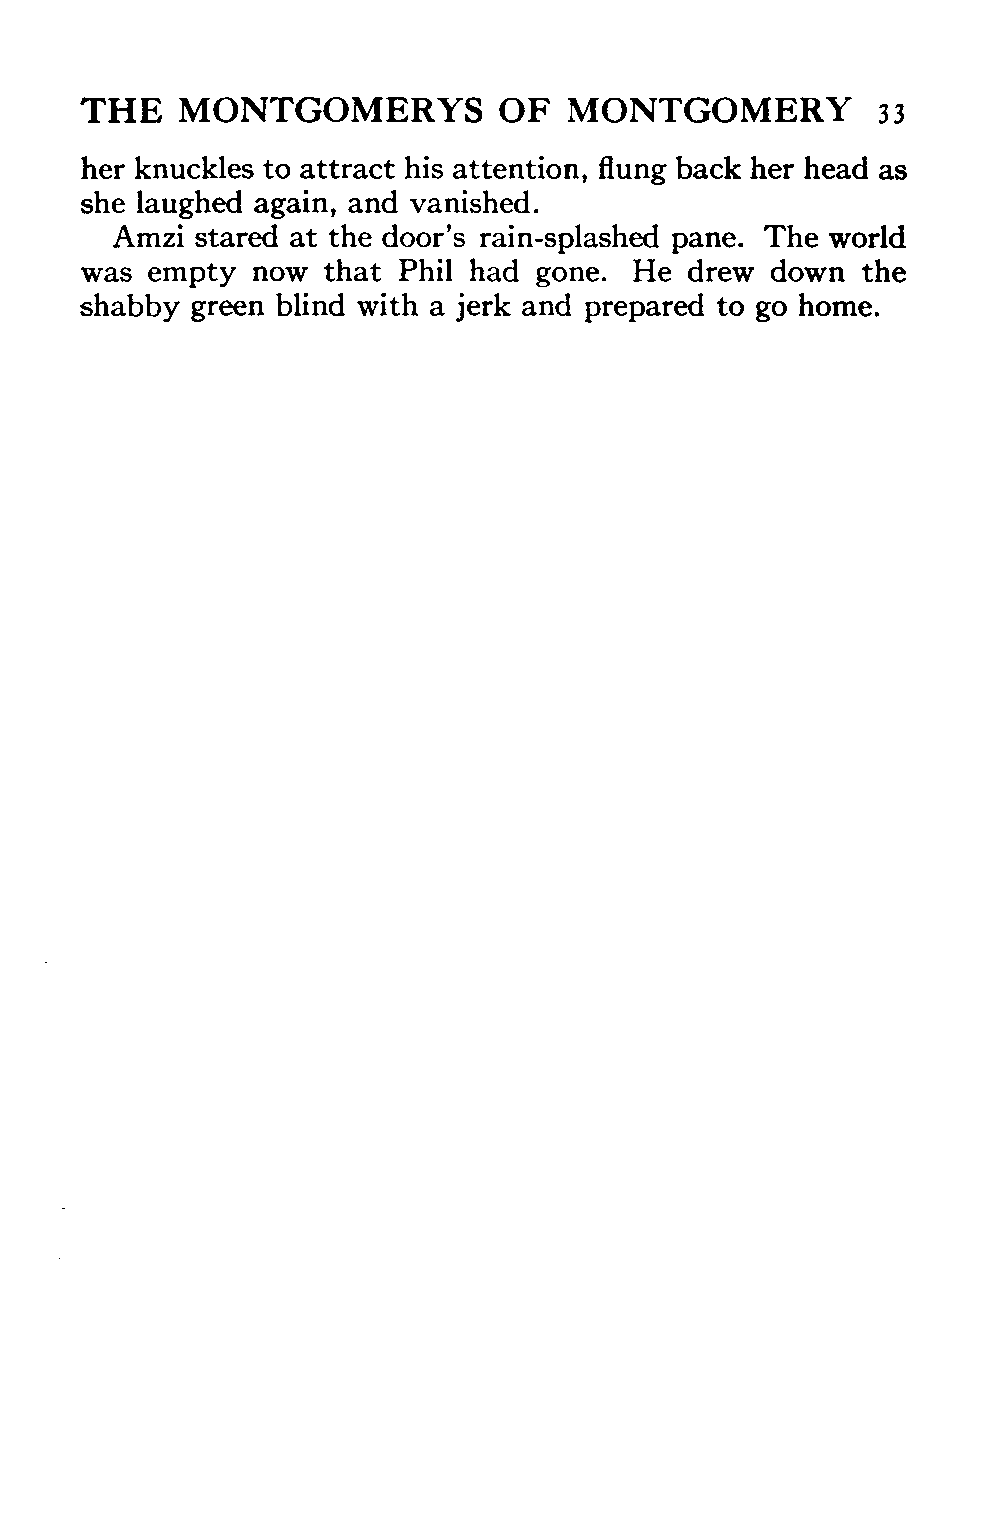 THE MONTGOMERYS OF MONTGOMERY 33
her knuckles to attract his attention, flung back her head as
she laughed again, and vanished.
Amzi stared at the door's rain-splashed pane. The world
was empty now that Phil had gone. He drew down the
shabby green blind with a jerk and prepared to go home.